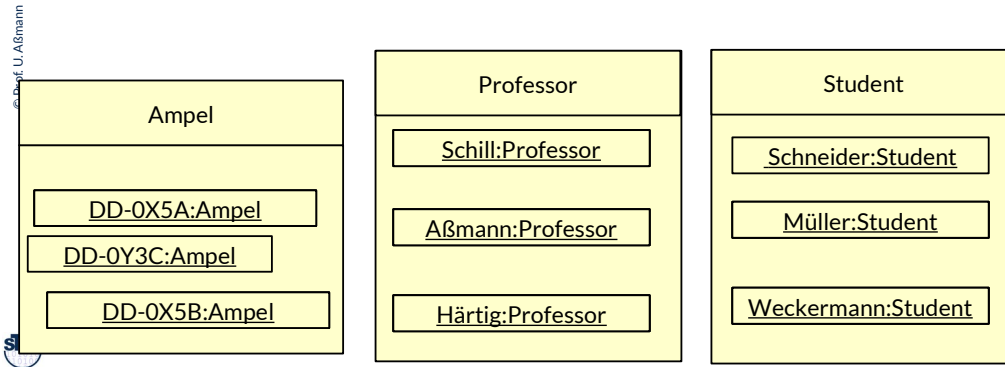 © Prof. U. Aßmann
Ampel
DD-0X5A:Ampel
DD-0Y3C:Ampel
DD-0X5B:Ampel
Professor
Schill:Professor
Aßmann:Professor
Härtig:Professor
Student
Schneider:Student
Müller:Student
Weckermann:Student